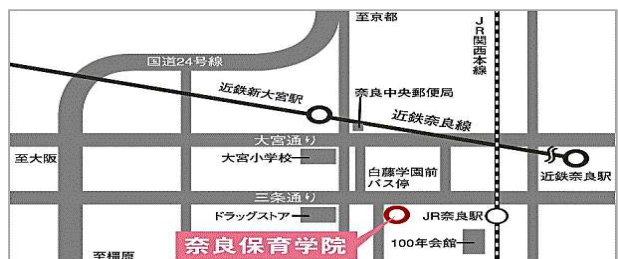 至京都
JR関西本線
国道24号線
近鉄新大宮駅
奈良中央郵便局
近鉄奈良線
大宮通り
至大阪
大宮小学校
白藤学園前
バス停
近鉄奈良駅
三条通り
ドラッグストア
JR奈良駅
奈良保育学院
100年会館
至橿原